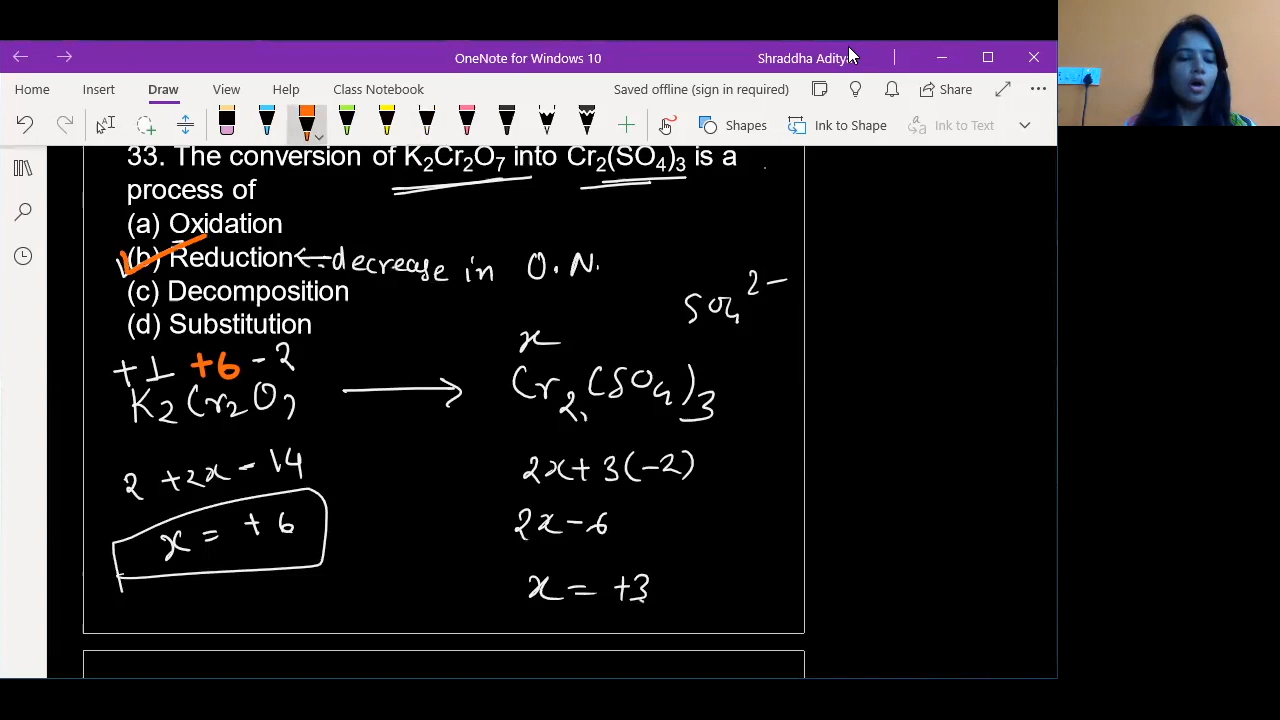 OneNote for Windows 10
Shraddha Aditya
Home Insert Draw View Help Class Notebook Saved offline (sign in required) Share
Shapes Ink to Shape Ink to Text
33. The conversion of K₂Cr₂O₇ into Cr₂(SO₄)₃ is a
process of
(a) Oxidation
(b) Reduction ← decrease in O.N.
(c) Decomposition
(d) Substitution
SO₄²⁻
+1 +6 -2
x
K₂Cr₂O₇ → Cr₂(SO₄)₃
2 + 2x - 14
2x + 3(-2)
x = +6
2x - 6
x = +3